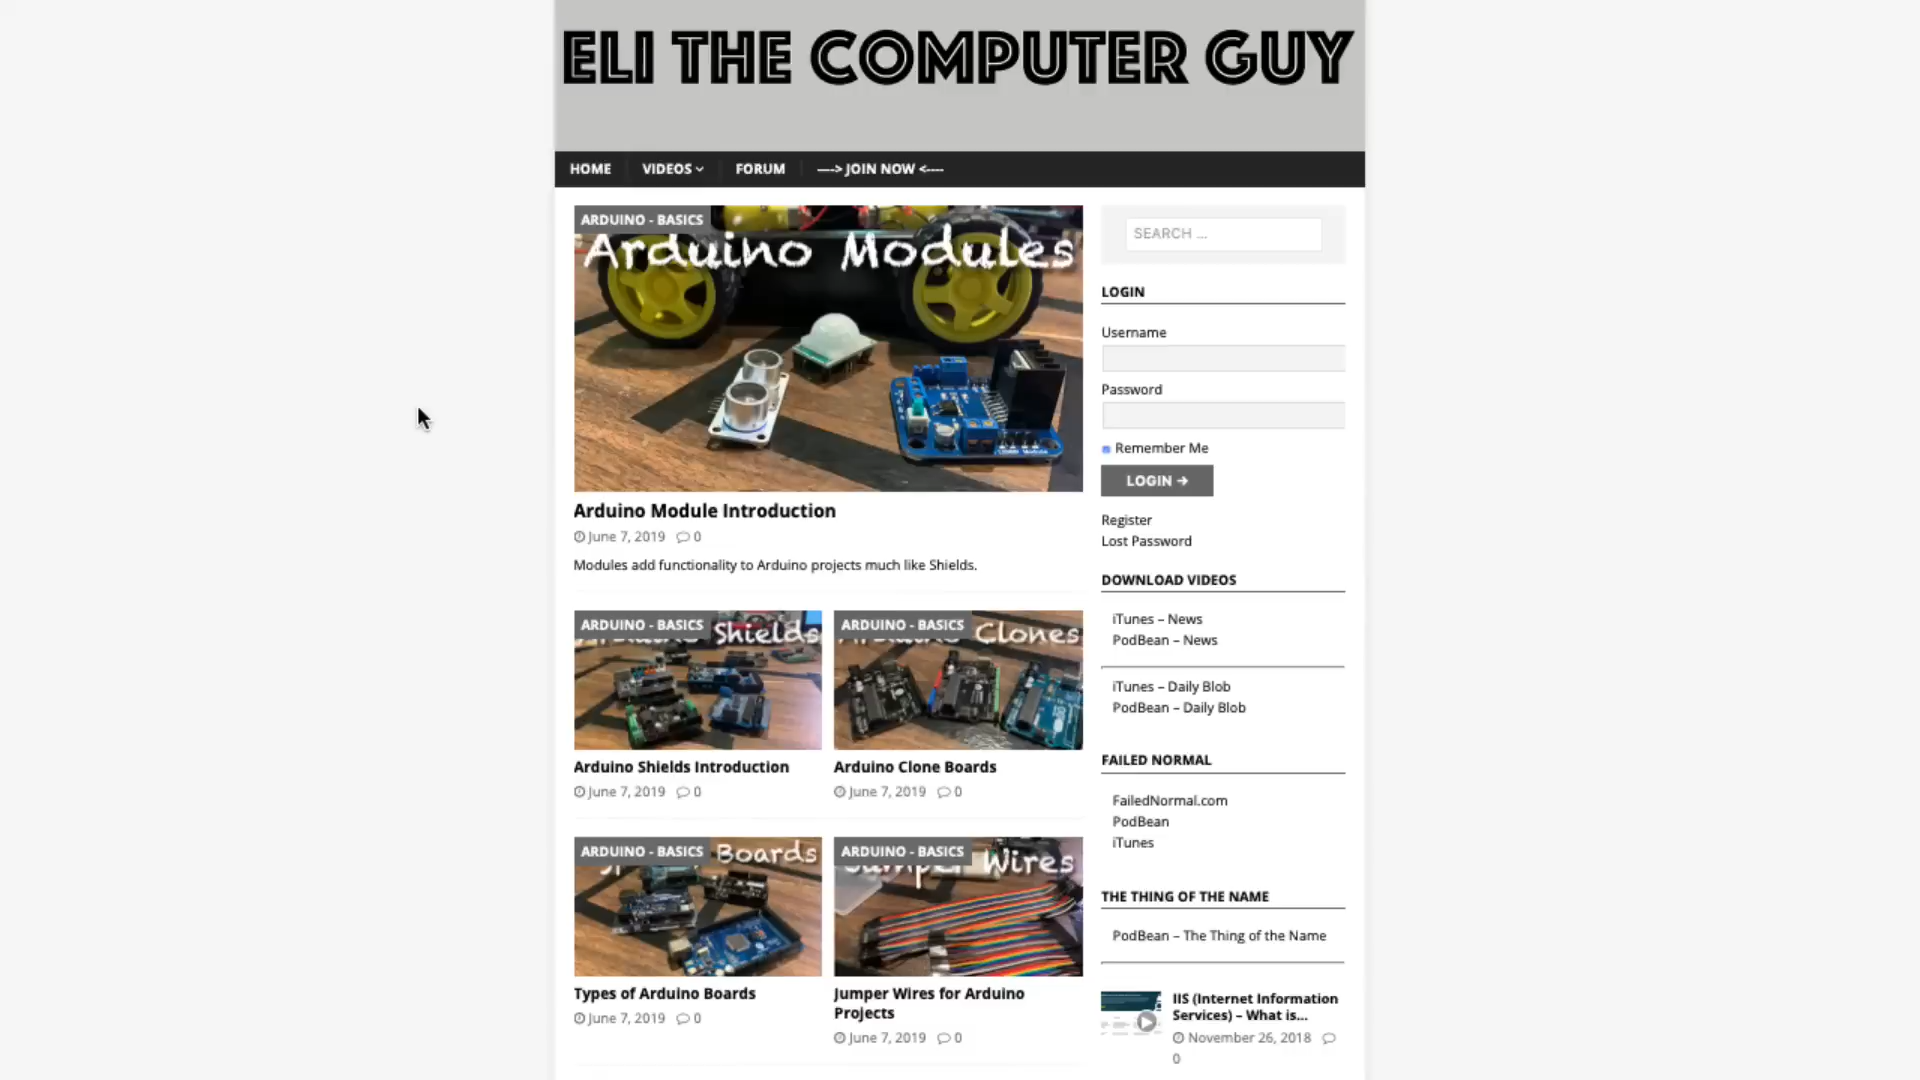 ELI THE COMPUTER GUY
HOME VIDEOS FORUM ----> JOIN NOW <----
ARDUINO - BASICS
Arduino Modules
Arduino Module Introduction
June 7, 2019 0
Modules add functionality to Arduino projects much like Shields.
ARDUINO - BASICS
Shields
Arduino Shields Introduction
June 7, 2019 0
ARDUINO - BASICS
Clones
Arduino Clone Boards
June 7, 2019 0
ARDUINO - BASICS
Boards
Types of Arduino Boards
June 7, 2019 0
ARDUINO - BASICS
Jumper Wires
Jumper Wires for Arduino
Projects
June 7, 2019 0
SEARCH ...
LOGIN
Username
Password
Remember Me
LOGIN →
Register
Lost Password
DOWNLOAD VIDEOS
iTunes – News
PodBean – News
iTunes – Daily Blob
PodBean – Daily Blob
FAILED NORMAL
FailedNormal.com
PodBean
iTunes
THE THING OF THE NAME
PodBean – The Thing of the Name
IIS (Internet Information
Services) – What is...
November 26, 2018
0